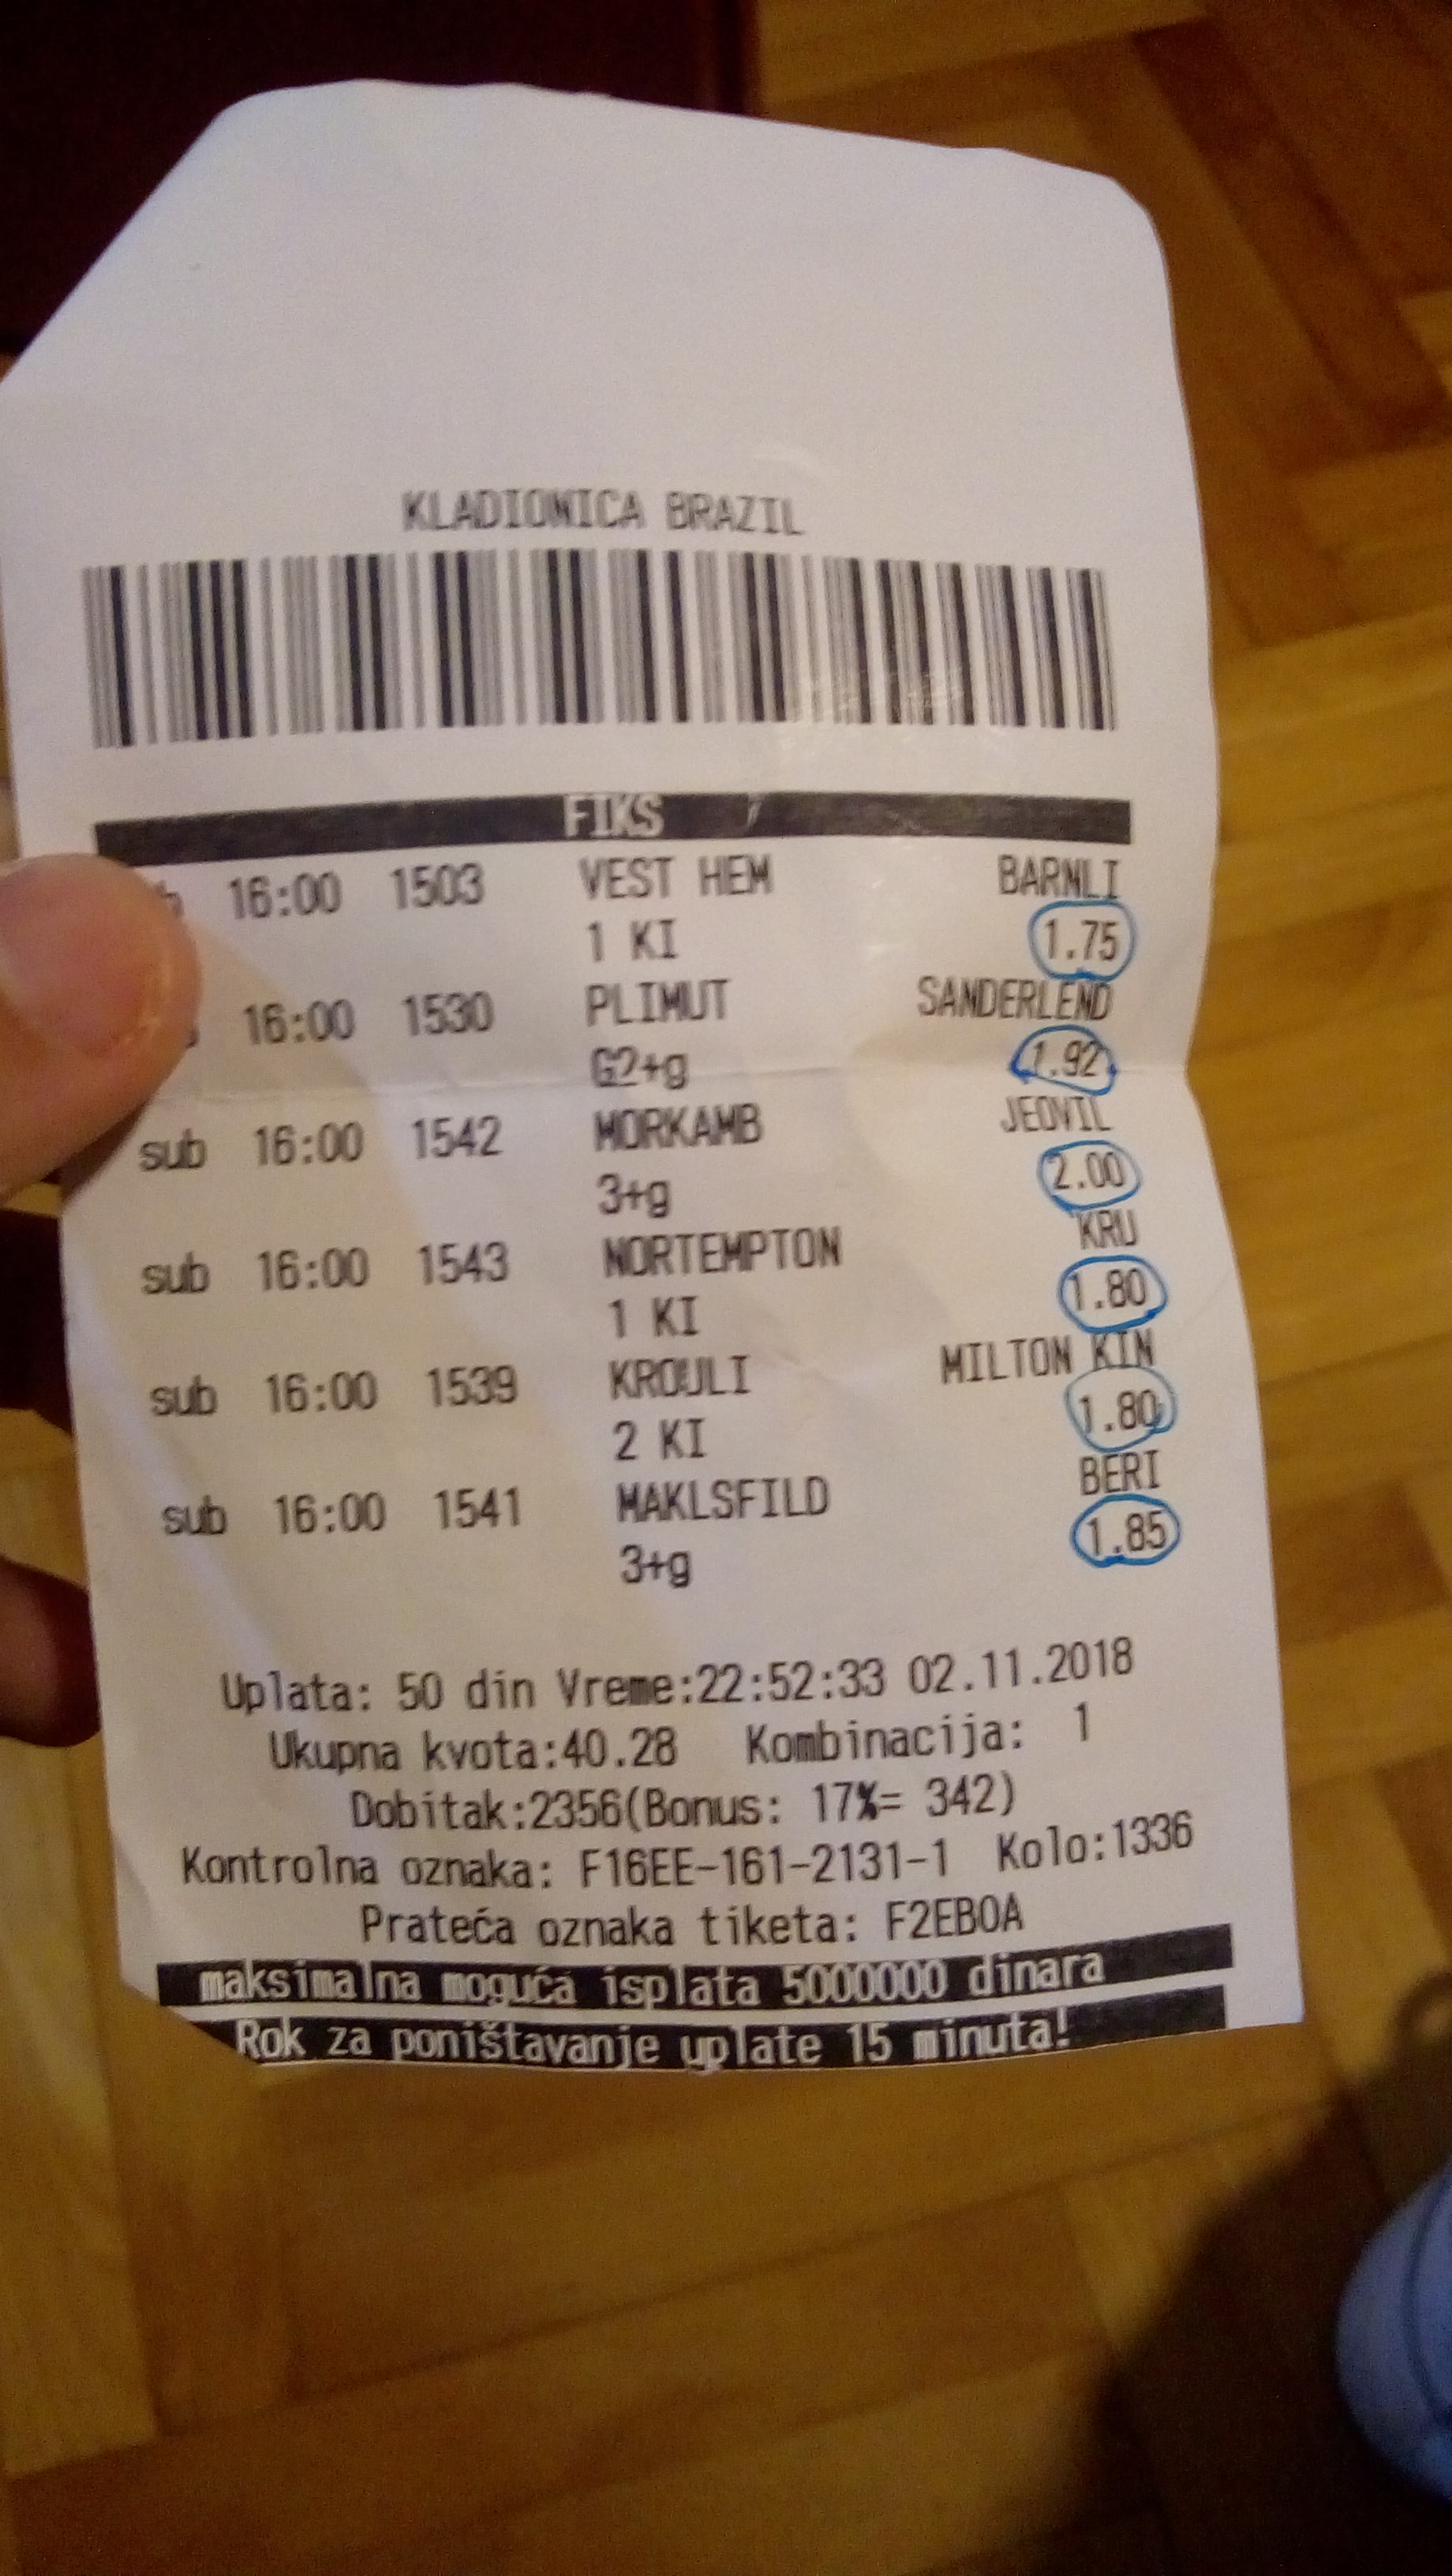 KLADIONICA BRAZIL
FIKS
16:00 1503 VEST HEM BARNLI
1 KI 1.75
16:00 1530 PLIMUT SANDERLEND
G2+g 1.92
sub 16:00 1542 MORKAMB JEOVIL
3+g 2.00
sub 16:00 1543 NORTEMPTON KRU
1 KI 1.80
sub 16:00 1539 KROULI MILTON KIN
2 KI 1.80
sub 16:00 1541 MAKLSFILD BERI
3+g 1.85
Uplata: 50 din Vreme:22:52:33 02.11.2018
Ukupna kvota:40.28 Kombinacija: 1
Dobitak:2356(Bonus: 17%= 342)
Kontrolna oznaka: F16EE-161-2131-1 Kolo:1336
Prateća oznaka tiketa: F2EB0A
maksimalna moguća isplata 5000000 dinara
Rok za poništavanje uplate 15 minuta!